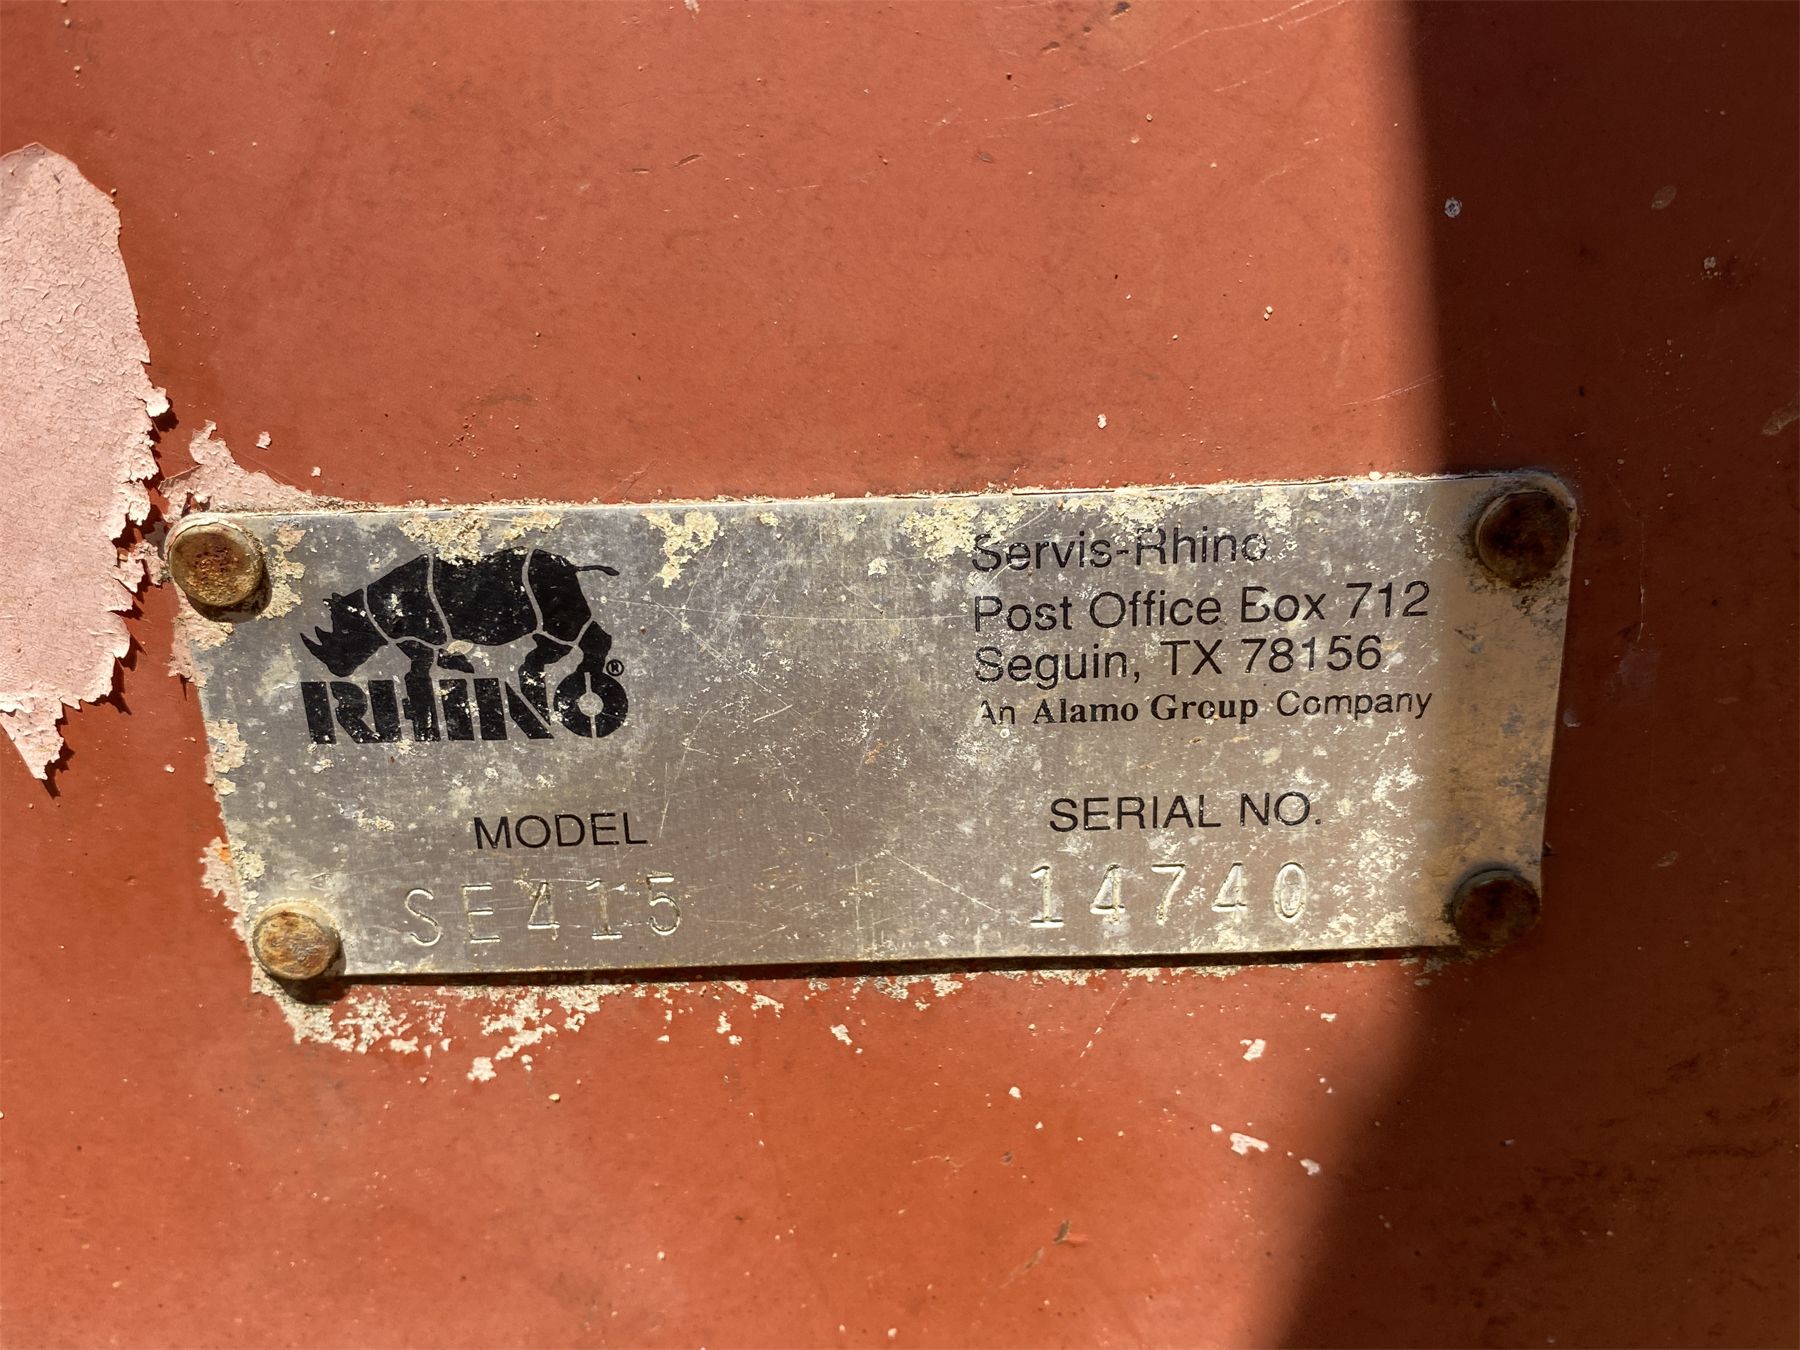 RHINO®
Servis-Rhino
Post Office Box 712
Seguin, TX 78156
An Alamo Group Company
MODEL
SE415
SERIAL NO.
14740